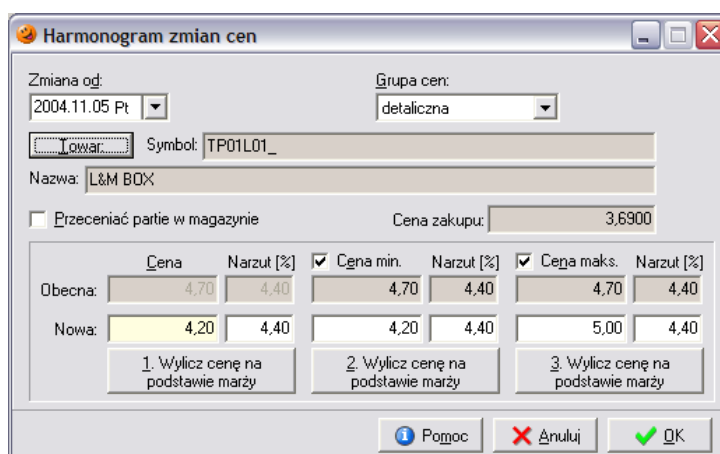 Harmonogram zmian cen
Zmiana od: Grupa cen:
2004.11.05 Pt detaliczna
Towar: Symbol: TP01L01_
Nazwa: L&M BOX
Przeceniać partie w magazynie Cena zakupu: 3,6900
Cena Narzut [%] Cena min. Narzut [%] Cena maks. Narzut [%]
Obecna: 4,70 4,40 4,70 4,40 4,70 4,40
Nowa: 4,20 4,40 4,20 4,40 5,00 4,40
1. Wylicz cenę na 2. Wylicz cenę na 3. Wylicz cenę na
podstawie marży podstawie marży podstawie marży
Pomoc Anuluj OK